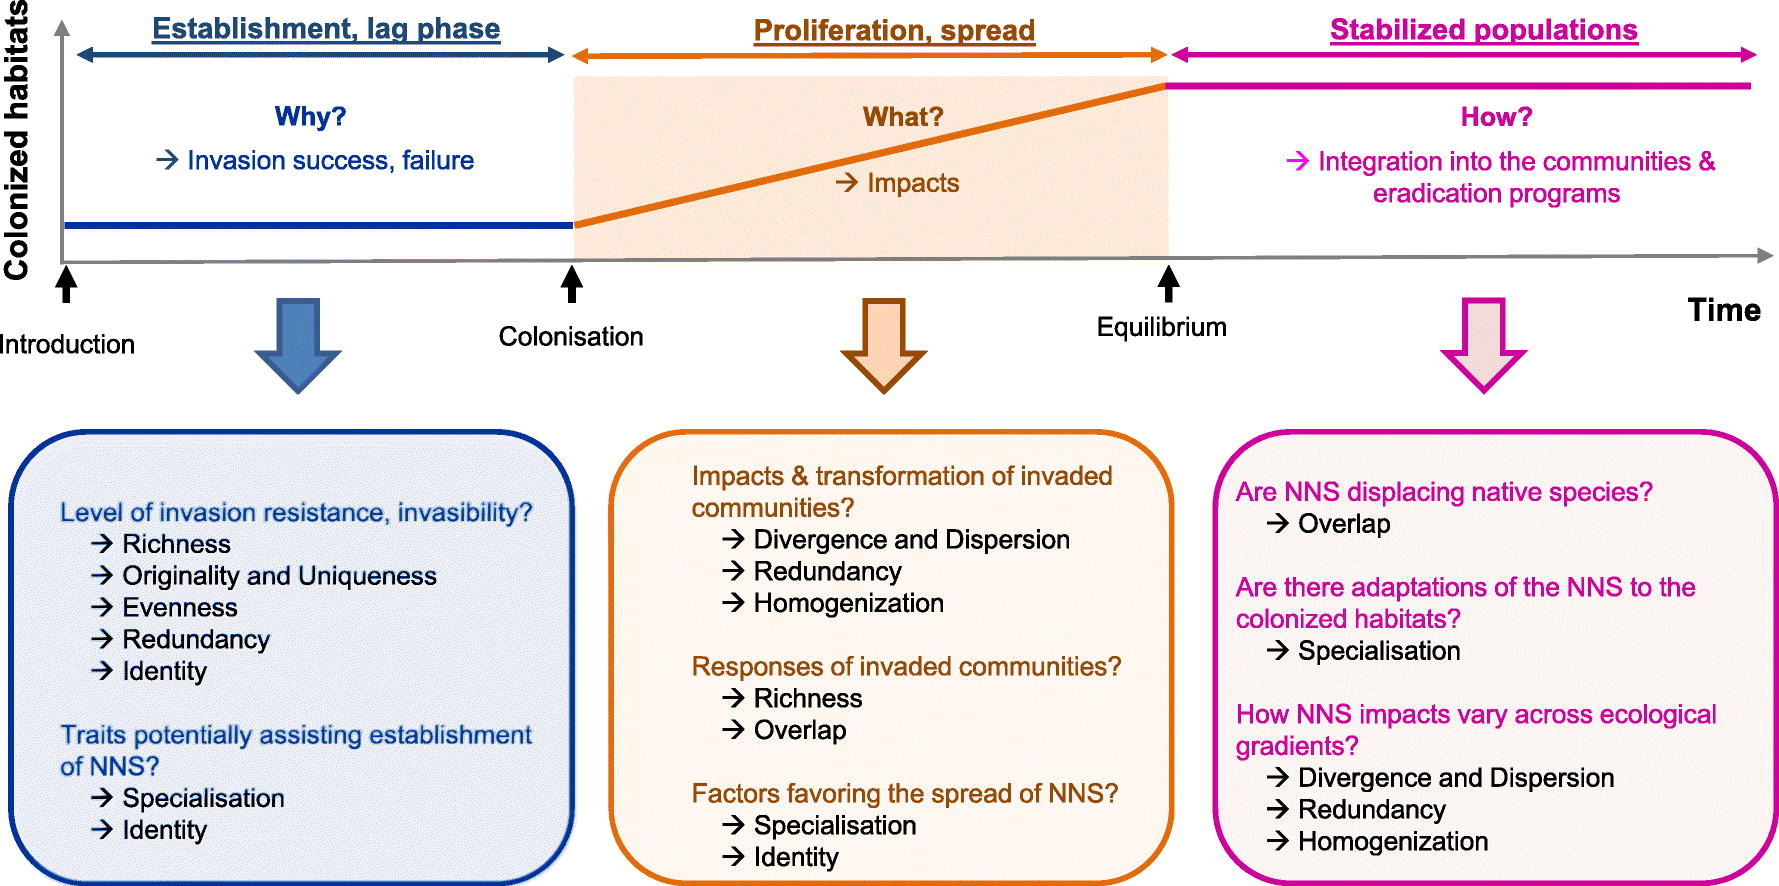 Colonized habitats
Establishment, lag phase
Proliferation, spread
Stabilized populations
Why?
→ Invasion success, failure
What?
→ Impacts
How?
→ Integration into the communities &
eradication programs
Introduction
Colonisation
Equilibrium
Time
Level of invasion resistance, invasibility?
→ Richness
→ Originality and Uniqueness
→ Evenness
→ Redundancy
→ Identity
Traits potentially assisting establishment
of NNS?
→ Specialisation
→ Identity
Impacts & transformation of invaded
communities?
→ Divergence and Dispersion
→ Redundancy
→ Homogenization
Responses of invaded communities?
→ Richness
→ Overlap
Factors favoring the spread of NNS?
→ Specialisation
→ Identity
Are NNS displacing native species?
→ Overlap
Are there adaptations of the NNS to the
colonized habitats?
→ Specialisation
How NNS impacts vary across ecological
gradients?
→ Divergence and Dispersion
→ Redundancy
→ Homogenization